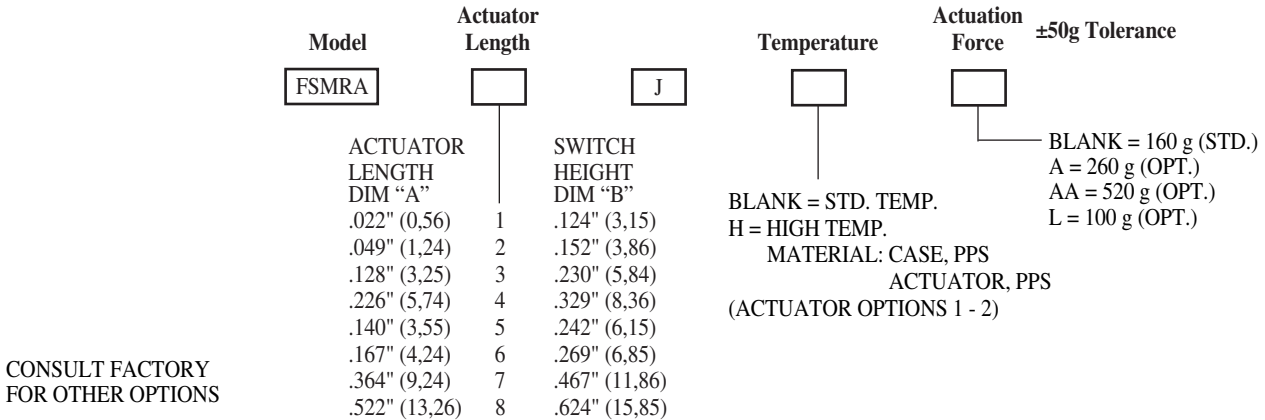 Model
Actuator
Length
Temperature
Actuation
Force
±50g Tolerance
FSMRA
J
ACTUATOR
LENGTH
DIM “A”
SWITCH
HEIGHT
DIM “B”
.022" (0,56) 1 .124" (3,15)
.049" (1,24) 2 .152" (3,86)
.128" (3,25) 3 .230" (5,84)
.226" (5,74) 4 .329" (8,36)
.140" (3,55) 5 .242" (6,15)
.167" (4,24) 6 .269" (6,85)
.364" (9,24) 7 .467" (11,86)
.522" (13,26) 8 .624" (15,85)
BLANK = STD. TEMP.
H = HIGH TEMP.
MATERIAL: CASE, PPS
ACTUATOR, PPS
(ACTUATOR OPTIONS 1 - 2)
BLANK = 160 g (STD.)
A = 260 g (OPT.)
AA = 520 g (OPT.)
L = 100 g (OPT.)
CONSULT FACTORY
FOR OTHER OPTIONS